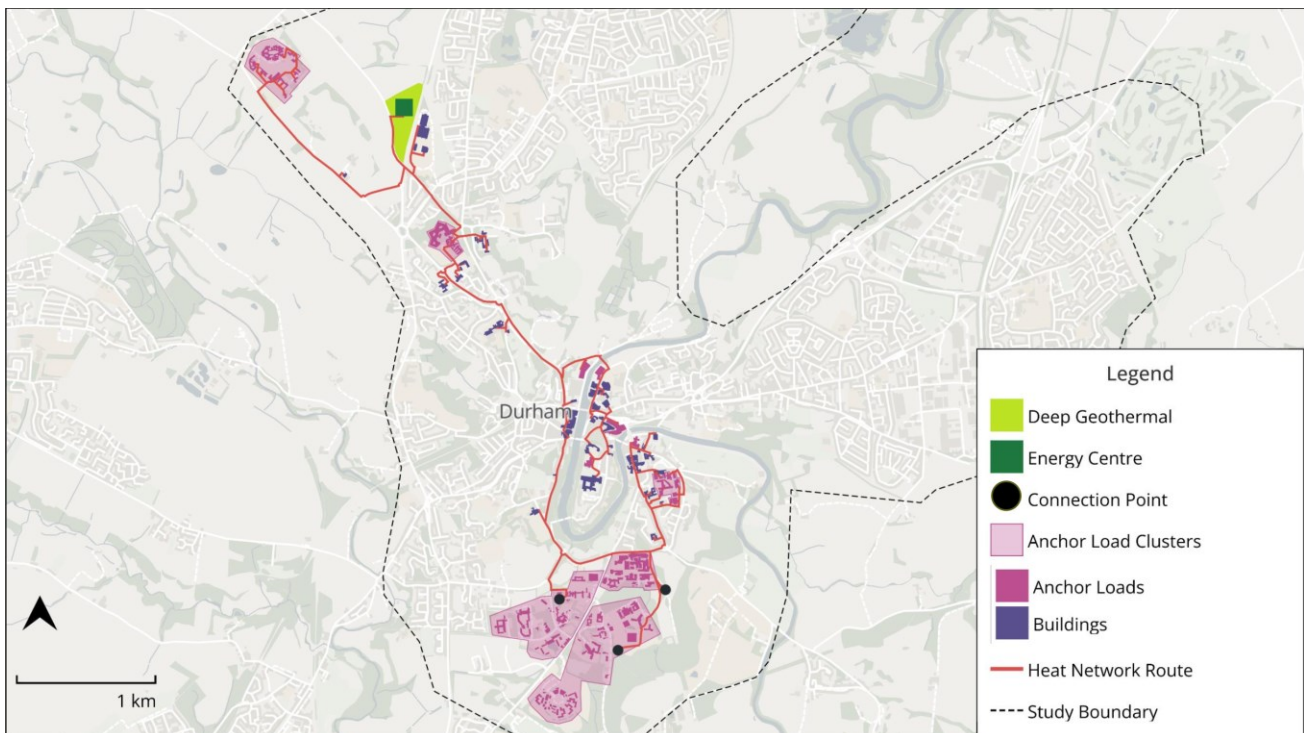 Durham
Legend
Deep Geothermal
Energy Centre
Connection Point
Anchor Load Clusters
Anchor Loads
Buildings
Heat Network Route
Study Boundary
1 km